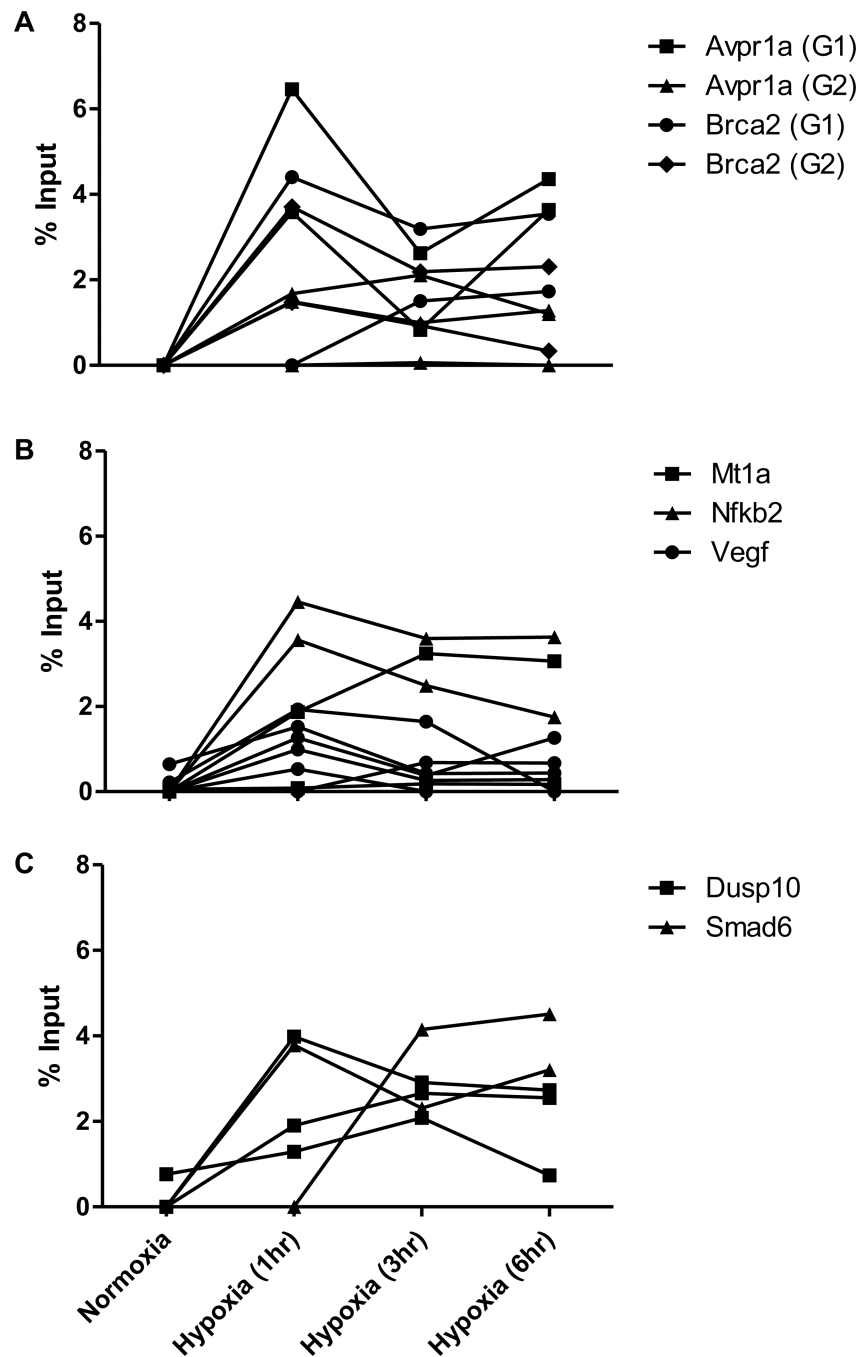 A
8
6
4
2
0
% Input
Avpr1a (G1)
Avpr1a (G2)
Brca2 (G1)
Brca2 (G2)
B
8
6
4
2
0
% Input
Mt1a
Nfkb2
Vegf
C
8
6
4
2
0
% Input
Dusp10
Smad6
Normoxia
Hypoxia (1hr)
Hypoxia (3hr)
Hypoxia (6hr)